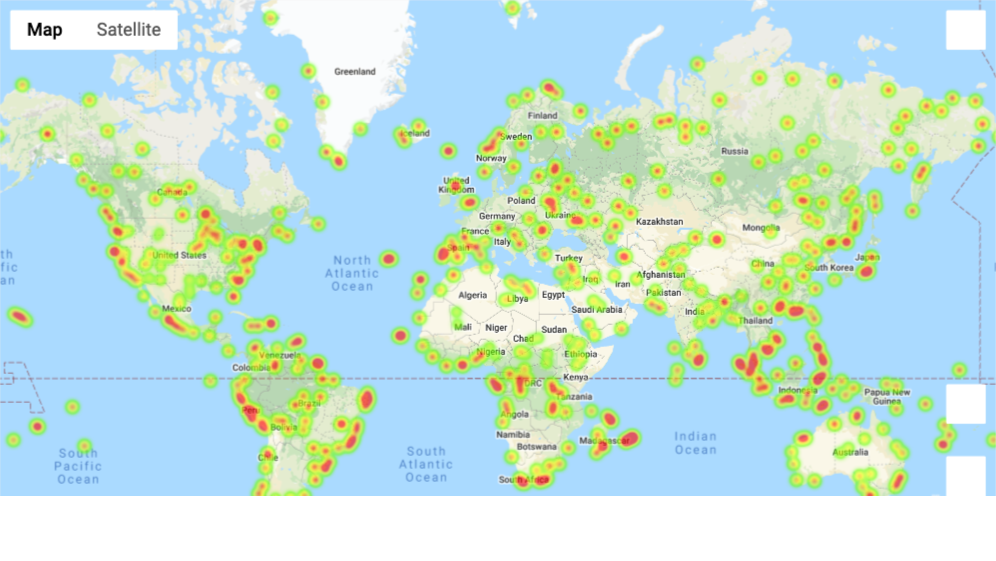 Map Satellite
Greenland
Iceland
Finland
Sweden
Norway
Russia
United
Kingdom
Canada
Poland
Germany
Ukraine
Kazakhstan
Mongolia
France
Italy
Spain
United States
North
Atlantic
Ocean
Turkey
China
Japan
South Korea
Afghanistan
Iraq
Iran
Pakistan
Algeria
Libya
Egypt
Saudi Arabia
India
Mexico
Mali
Niger
Sudan
Chad
Thailand
Nigeria
Ethiopia
Venezuela
Colombia
Kenya
DRC
Tanzania
Indonesia
Papua New
Guinea
Brazil
Peru
Bolivia
Angola
Namibia
Botswana
Madagascar
Indian
Ocean
Chile
South
Pacific
Ocean
South
Atlantic
Ocean
Australia
South Africa